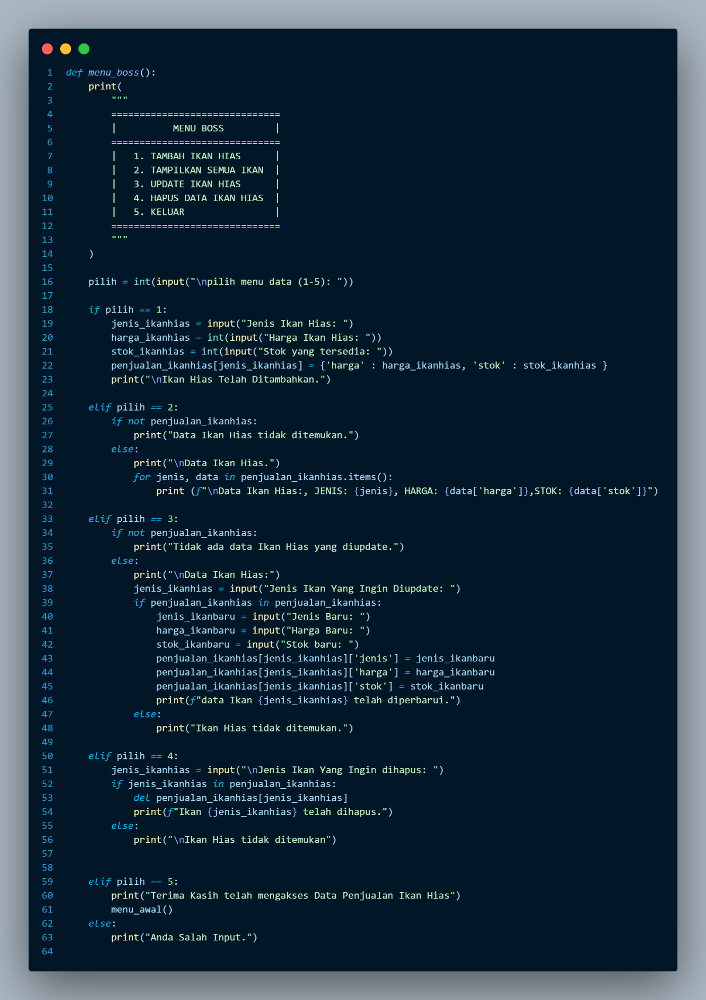 1 def menu_boss():
2     print(
3         """
4         ==============================
5         |          MENU BOSS         |
6         ==============================
7         |   1. TAMBAH IKAN HIAS      |
8         |   2. TAMPILKAN SEMUA IKAN  |
9         |   3. UPDATE IKAN HIAS      |
10         |   4. HAPUS DATA IKAN HIAS  |
11         |   5. KELUAR                |
12         ==============================
13         """
14     )
15
16     pilih = int(input("\npilih menu data (1-5): "))
17
18     if pilih == 1:
19         jenis_ikanhias = input("Jenis Ikan Hias: ")
20         harga_ikanhias = int(input("Harga Ikan Hias: "))
21         stok_ikanhias = int(input("Stok yang tersedia: "))
22         penjualan_ikanhias[jenis_ikanhias] = {'harga' : harga_ikanhias, 'stok' : stok_ikanhias }
23         print("\nIkan Hias Telah Ditambahkan.")
24
25     elif pilih == 2:
26         if not penjualan_ikanhias:
27             print("Data Ikan Hias tidak ditemukan.")
28         else:
29             print("\nData Ikan Hias.")
30             for jenis, data in penjualan_ikanhias.items():
31                 print (f"\nData Ikan Hias:, JENIS: {jenis}, HARGA: {data['harga']},STOK: {data['stok']}")
32
33     elif pilih == 3:
34         if not penjualan_ikanhias:
35             print("Tidak ada data Ikan Hias yang diupdate.")
36         else:
37             print("\nData Ikan Hias:")
38             jenis_ikanhias = input("Jenis Ikan Yang Ingin Diupdate: ")
39             if penjualan_ikanhias in penjualan_ikanhias:
40                 jenis_ikanbaru = input("Jenis Baru: ")
41                 harga_ikanbaru = input("Harga Baru: ")
42                 stok_ikanbaru = input("Stok baru: ")
43                 penjualan_ikanhias[jenis_ikanhias]['jenis'] = jenis_ikanbaru
44                 penjualan_ikanhias[jenis_ikanhias]['harga'] = harga_ikanbaru
45                 penjualan_ikanhias[jenis_ikanhias]['stok'] = stok_ikanbaru
46                 print(f"data Ikan {jenis_ikanhias} telah diperbarui.")
47             else:
48                 print("Ikan Hias tidak ditemukan.")
49
50     elif pilih == 4:
51         jenis_ikanhias = input("\nJenis Ikan Yang Ingin dihapus: ")
52         if jenis_ikanhias in penjualan_ikanhias:
53             del penjualan_ikanhias[jenis_ikanhias]
54             print(f"Ikan {jenis_ikanhias} telah dihapus.")
55         else:
56             print("\nIkan Hias tidak ditemukan")
57
58
59     elif pilih == 5:
60         print("Terima Kasih telah mengakses Data Penjualan Ikan Hias")
61         menu_awal()
62     else:
63         print("Anda Salah Input.")
64